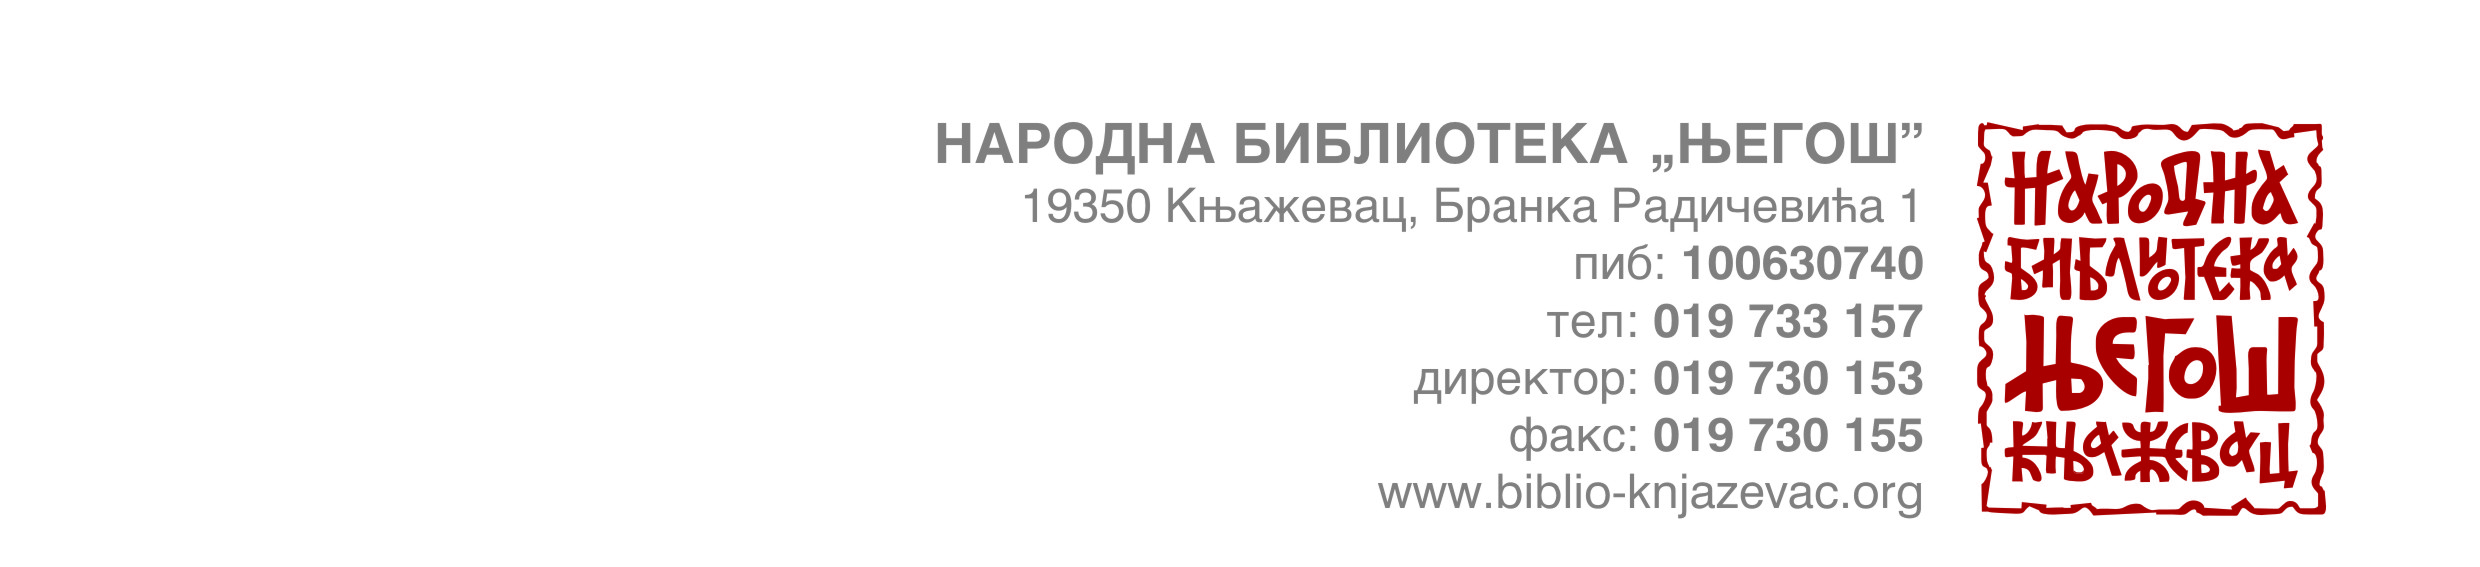 НАРОДНА БИБЛИОТЕКА „ЊЕГОШ”
19350 Књажевац, Бранка Радичевића 1
пиб: 100630740
тел: 019 733 157
директор: 019 730 153
факс: 019 730 155
www.biblio-knjazevac.org
НАРОДНА
БИБЛИОТЕКА
ЊЕГОШ
КЊАЖЕВАЦ